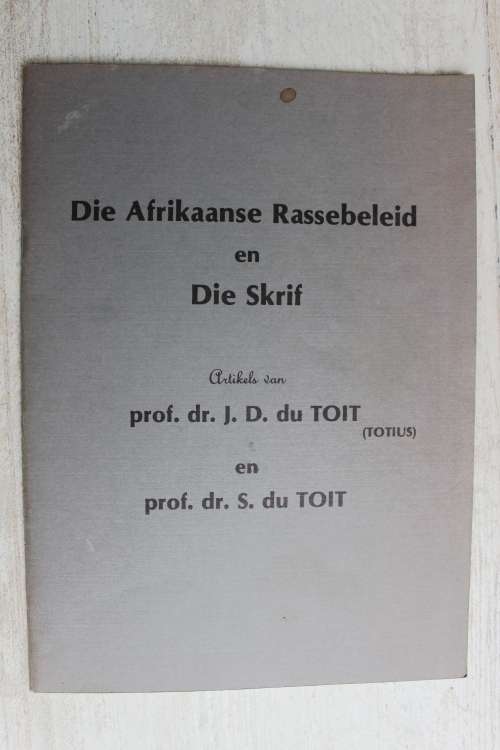 Die Afrikaanse Rassebeleid
en
Die Skrif
Artikels van
prof. dr. J. D. du TOIT
(TOTIUS)
en
prof. dr. S. du TOIT